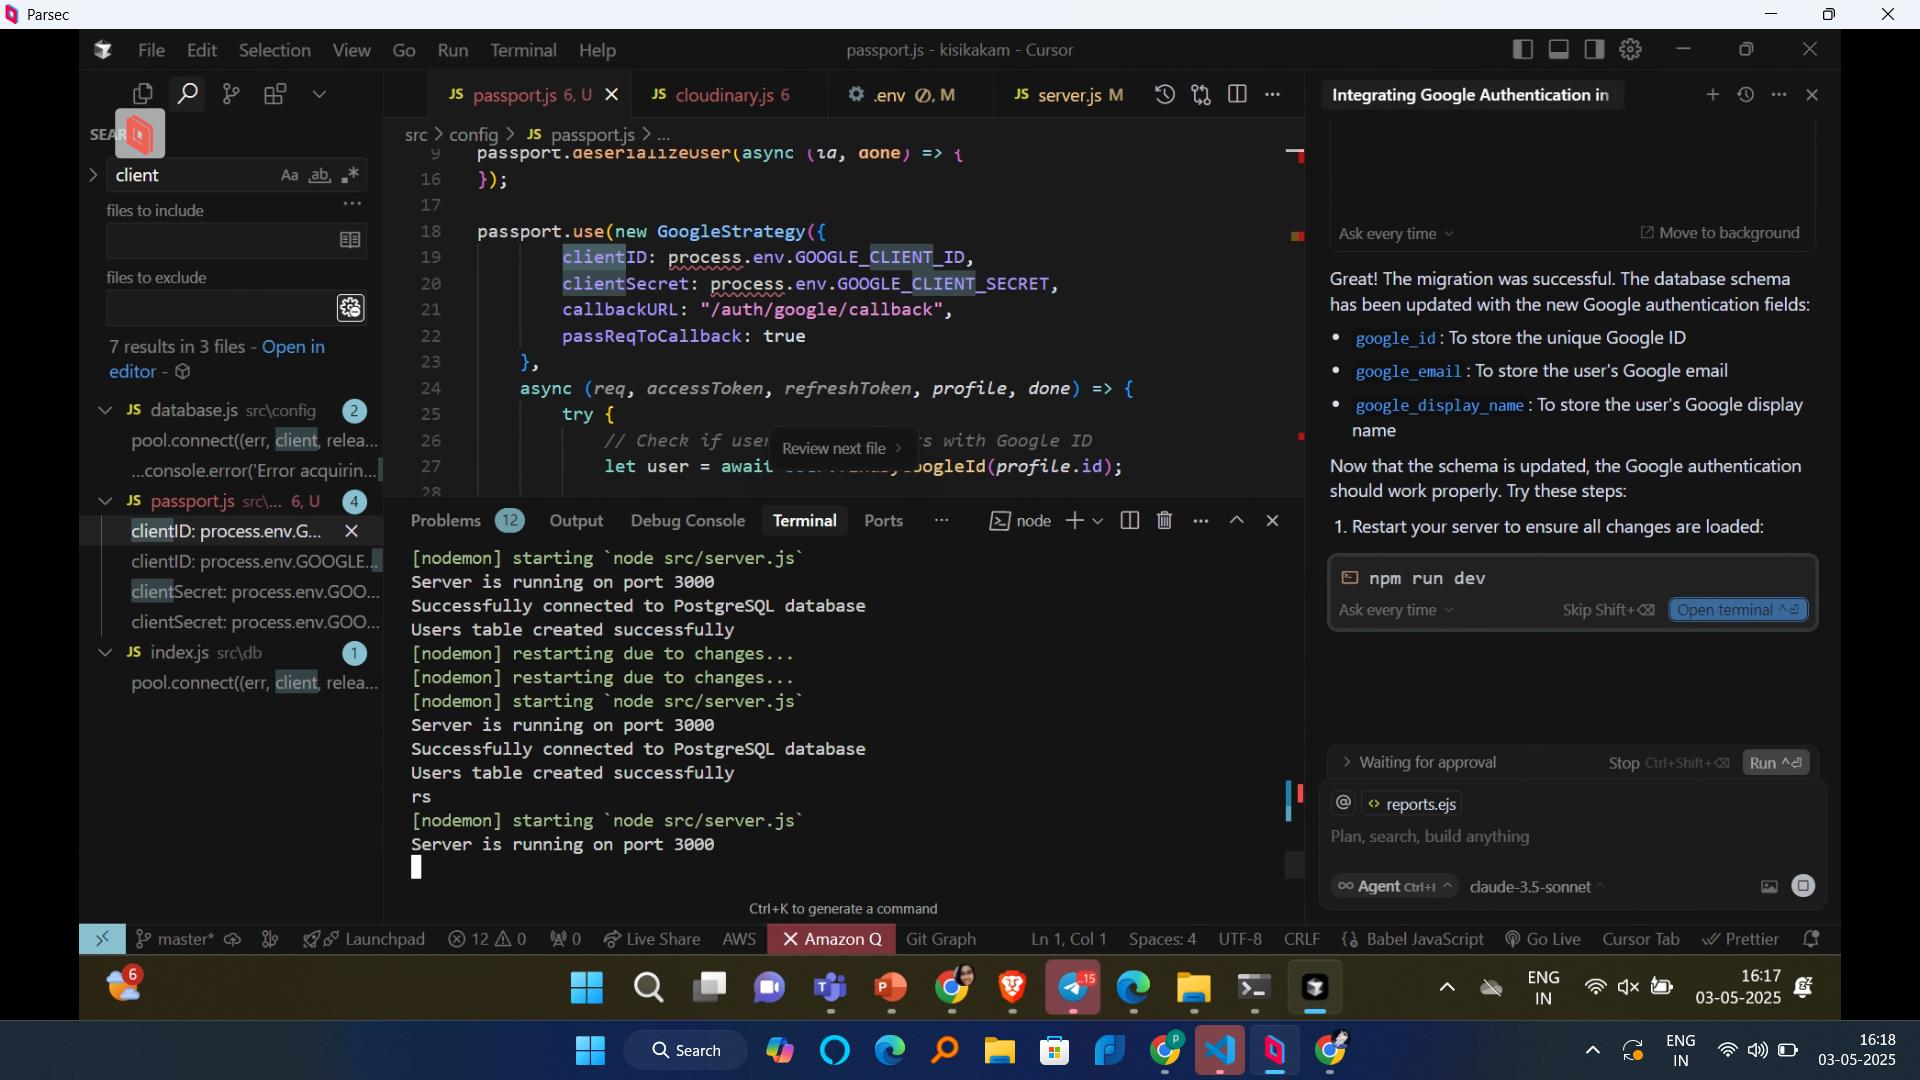 Parsec
File Edit Selection View Go Run Terminal Help
passport.js - kisikakam - Cursor
JS passport.js 6, U
JS cloudinary.js 6
.env M
JS server.js M
Integrating Google Authentication in
SEAR
client
Aa ab
files to include
files to exclude
7 results in 3 files - Open in
editor -
JS database.js src\config 2
pool.connect((err, client, relea...
...console.error('Error acquirin...
JS passport.js src\... 6, U 4
clientID: process.env.G...
clientID: process.env.GOOGLE...
clientSecret: process.env.GOO...
clientSecret: process.env.GOO...
JS index.js src\db 1
pool.connect((err, client, relea...
src > config > JS passport.js > ...
9 passport.deserializeUser(async (id, done) => {
16 });
17
18 passport.use(new GoogleStrategy({
19 clientID: process.env.GOOGLE_CLIENT_ID,
20 clientSecret: process.env.GOOGLE_CLIENT_SECRET,
21 callbackURL: "/auth/google/callback",
22 passReqToCallback: true
23 },
24 async (req, accessToken, refreshToken, profile, done) => {
25 try {
26 // Check if user s with Google ID
27 let user = await oogleId(profile.id);
28
Review next file >
Problems 12 Output Debug Console Terminal Ports ... node
[nodemon] starting `node src/server.js`
Server is running on port 3000
Successfully connected to PostgreSQL database
Users table created successfully
[nodemon] restarting due to changes...
[nodemon] restarting due to changes...
[nodemon] starting `node src/server.js`
Server is running on port 3000
Successfully connected to PostgreSQL database
Users table created successfully
rs
[nodemon] starting `node src/server.js`
Server is running on port 3000
Ctrl+K to generate a command
Ask every time
Move to background
Great! The migration was successful. The database schema
has been updated with the new Google authentication fields:
• google_id : To store the unique Google ID
• google_email : To store the user's Google email
• google_display_name : To store the user's Google display
name
Now that the schema is updated, the Google authentication
should work properly. Try these steps:
1. Restart your server to ensure all changes are loaded:
npm run dev
Ask every time Skip Shift+⌫ Open terminal ^⏎
> Waiting for approval Stop Ctrl+Shift+⌫ Run ^⏎
@ <> reports.ejs
Plan, search, build anything
∞ Agent Ctrl+I ^ claude-3.5-sonnet ^
master* Launchpad 12 0 0 Live Share AWS Amazon Q Git Graph Ln 1, Col 1 Spaces: 4 UTF-8 CRLF {} Babel JavaScript Go Live Cursor Tab Prettier
6
15
ENG
IN
16:17
03-05-2025
Search
P
ENG
IN
16:18
03-05-2025